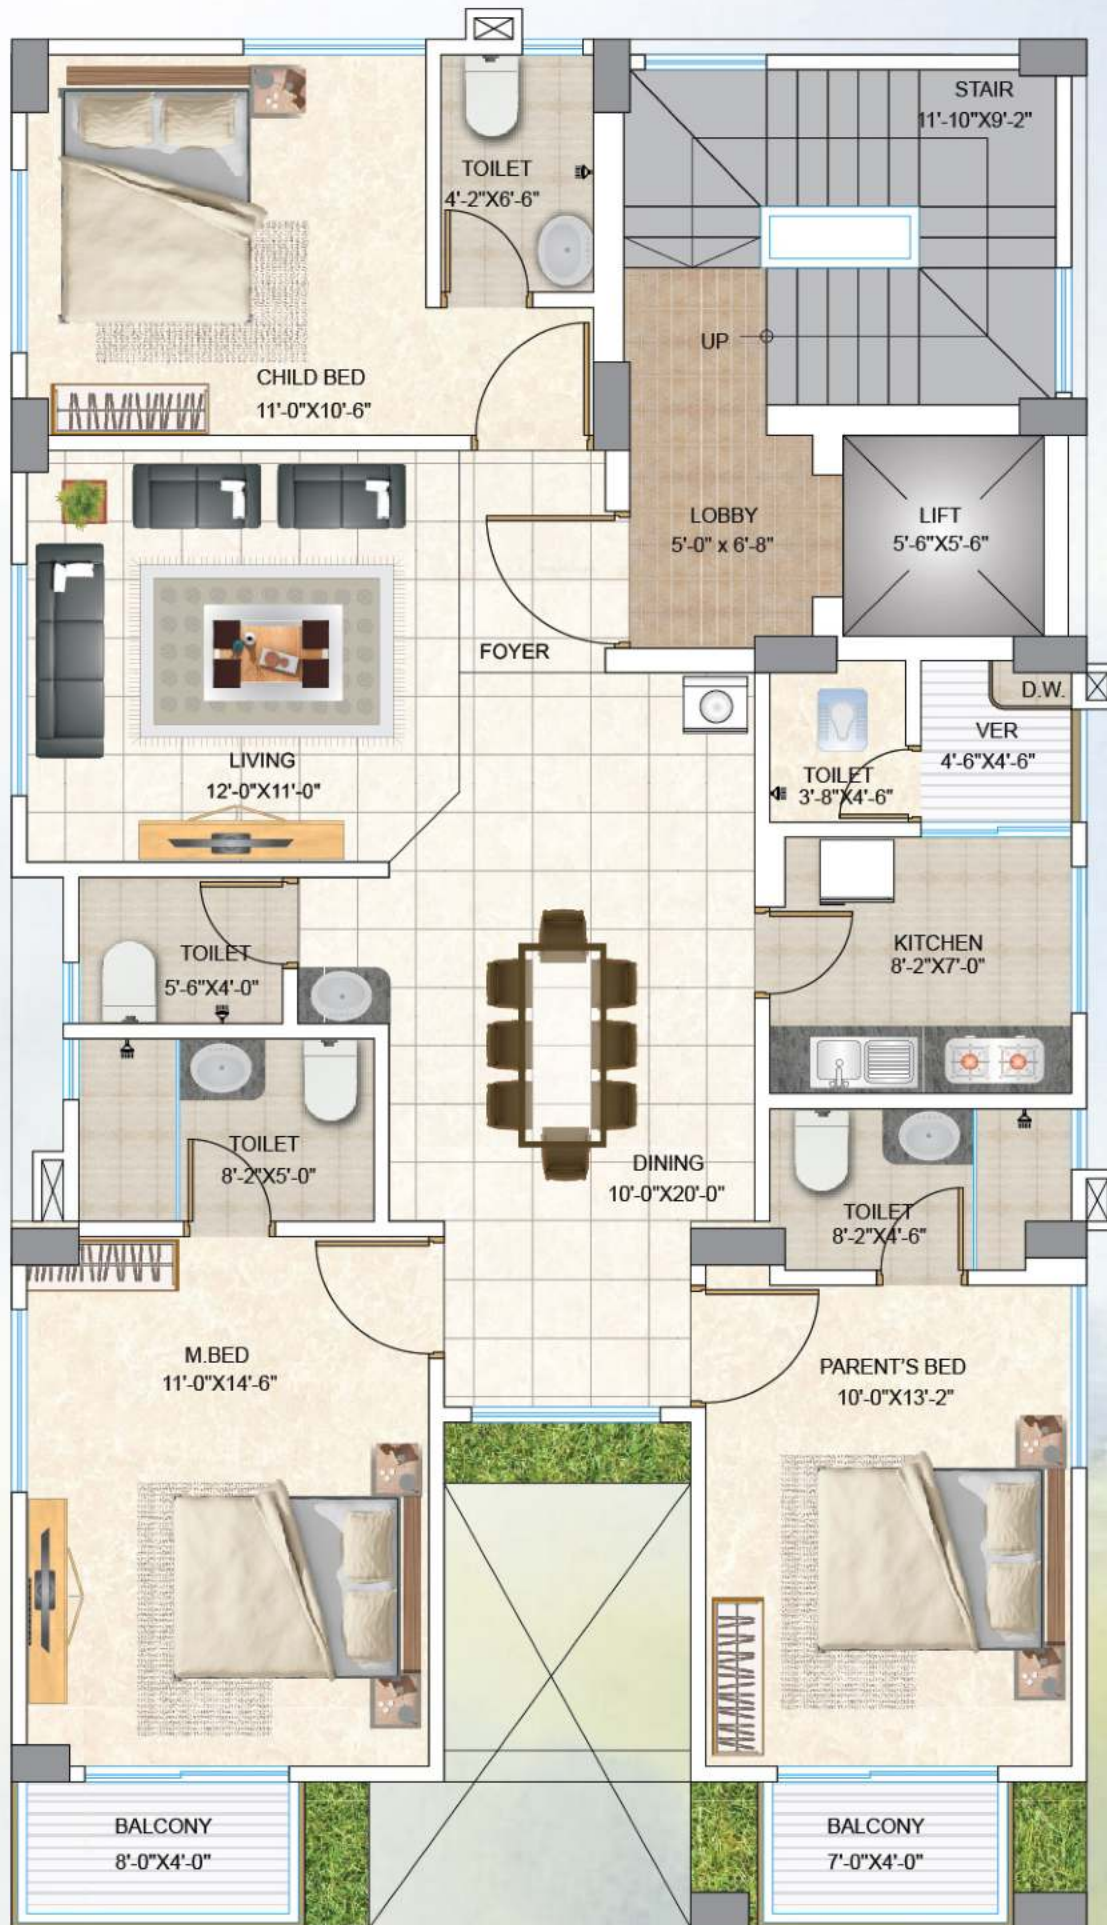 STAIR
11'-10"X9'-2"
TOILET
4'-2"X6'-6"
UP
CHILD BED
11'-0"X10'-6"
LOBBY
5'-0" x 6'-8"
LIFT
5'-6"X5'-6"
FOYER
D.W.
VER
4'-6"X4'-6"
LIVING
12'-0"X11'-0"
TOILET
3'-8"X4'-6"
TOILET
5'-6"X4'-0"
KITCHEN
8'-2"X7'-0"
TOILET
8'-2"X5'-0"
DINING
10'-0"X20'-0"
TOILET
8'-2"X4'-6"
M.BED
11'-0"X14'-6"
PARENT'S BED
10'-0"X13'-2"
BALCONY
8'-0"X4'-0"
BALCONY
7'-0"X4'-0"